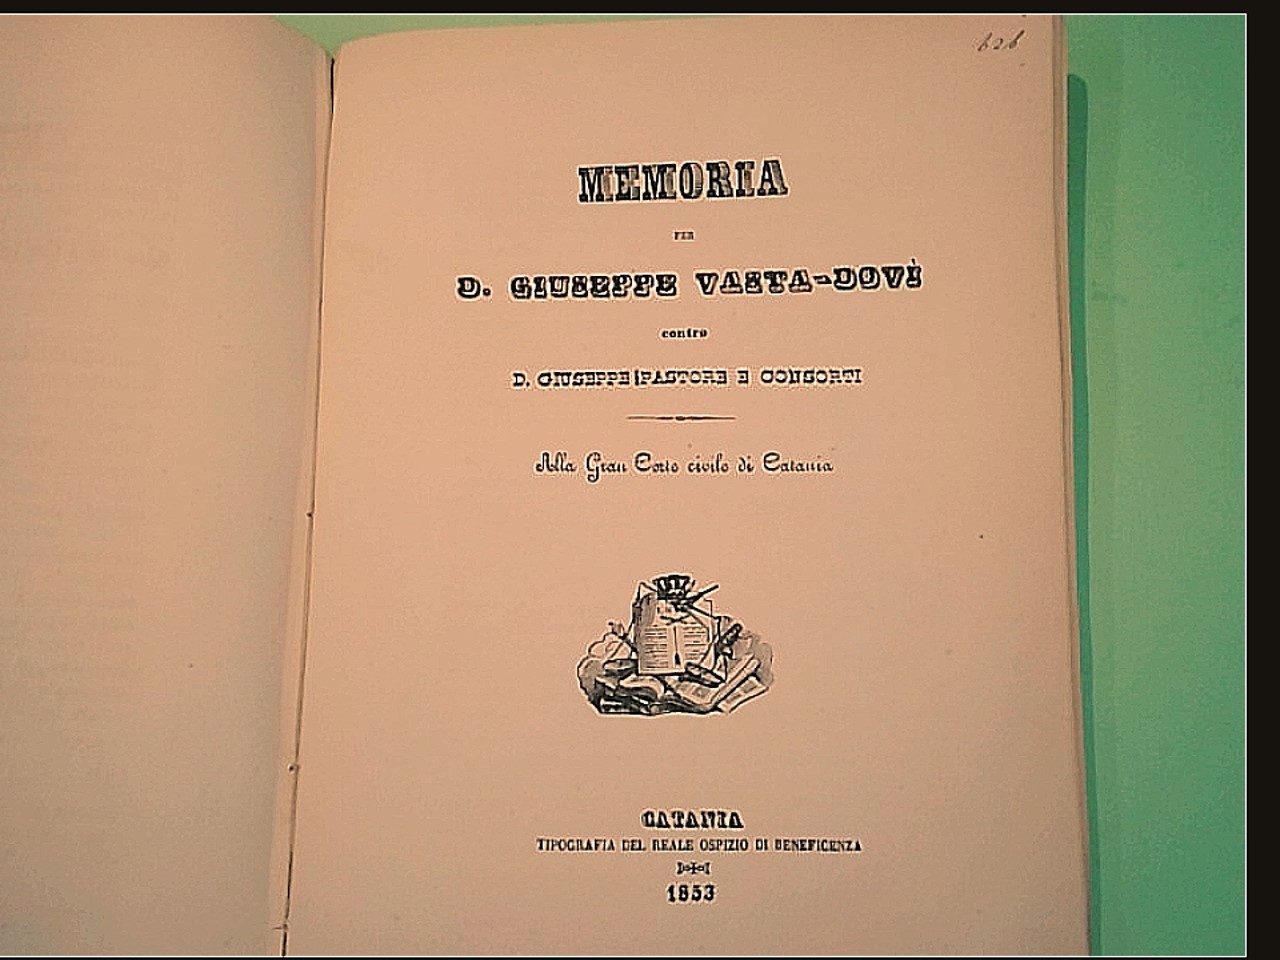 626
MEMORIA
PER
D. GIUSEPPE VASTA-DOVÌ
contro
D. GIUSEPPE PASTORE E CONSORTI
Alla Gran Corte civile di Catania
CATANIA
TIPOGRAFIA DEL REALE OSPIZIO DI BENEFICENZA
1853